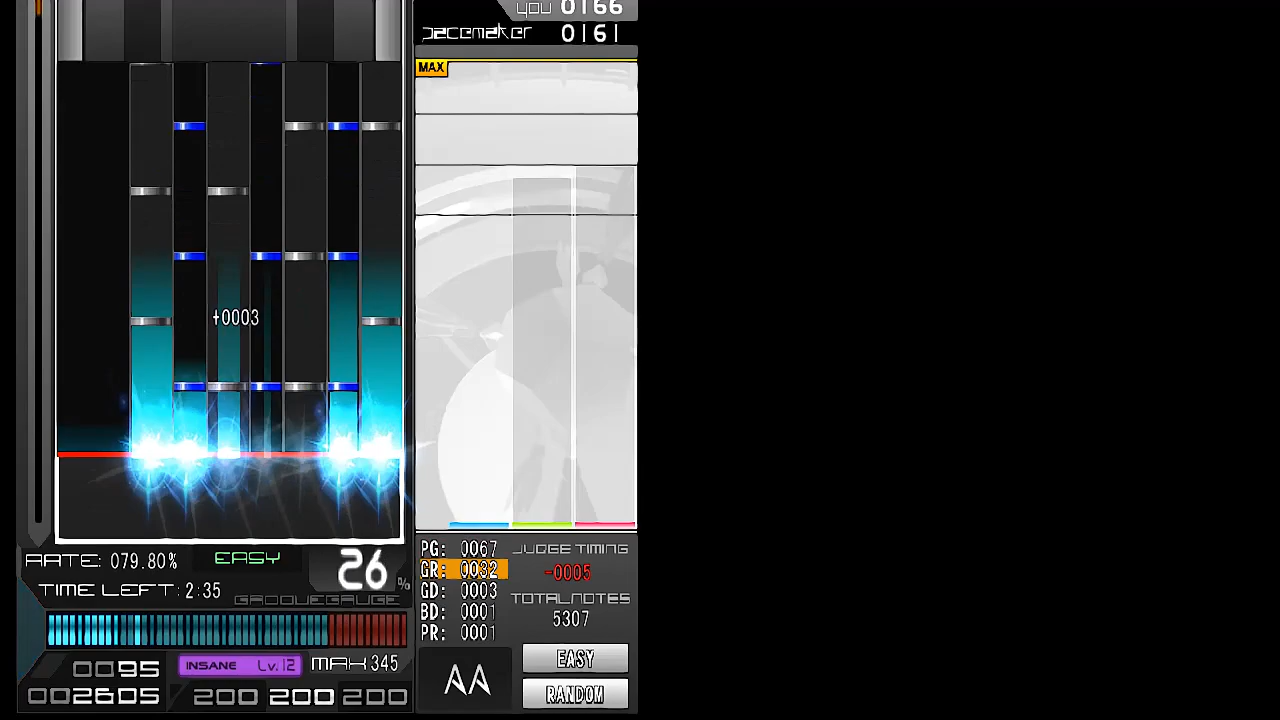 you 0166
pacemaker 0161
MAX
+0003
RATE: 079.80%
EASY
26 %
TIME LEFT: 2:35
GROOVEGAUGE
PG: 0067
GR: 0032
GD: 0003
BD: 0001
PR: 0001
JUDGE TIMING
-0005
TOTALNOTES
5307
EASY
RANDOM
AA
0095
INSANE Lv.12
MAX 345
002605
200 200 200